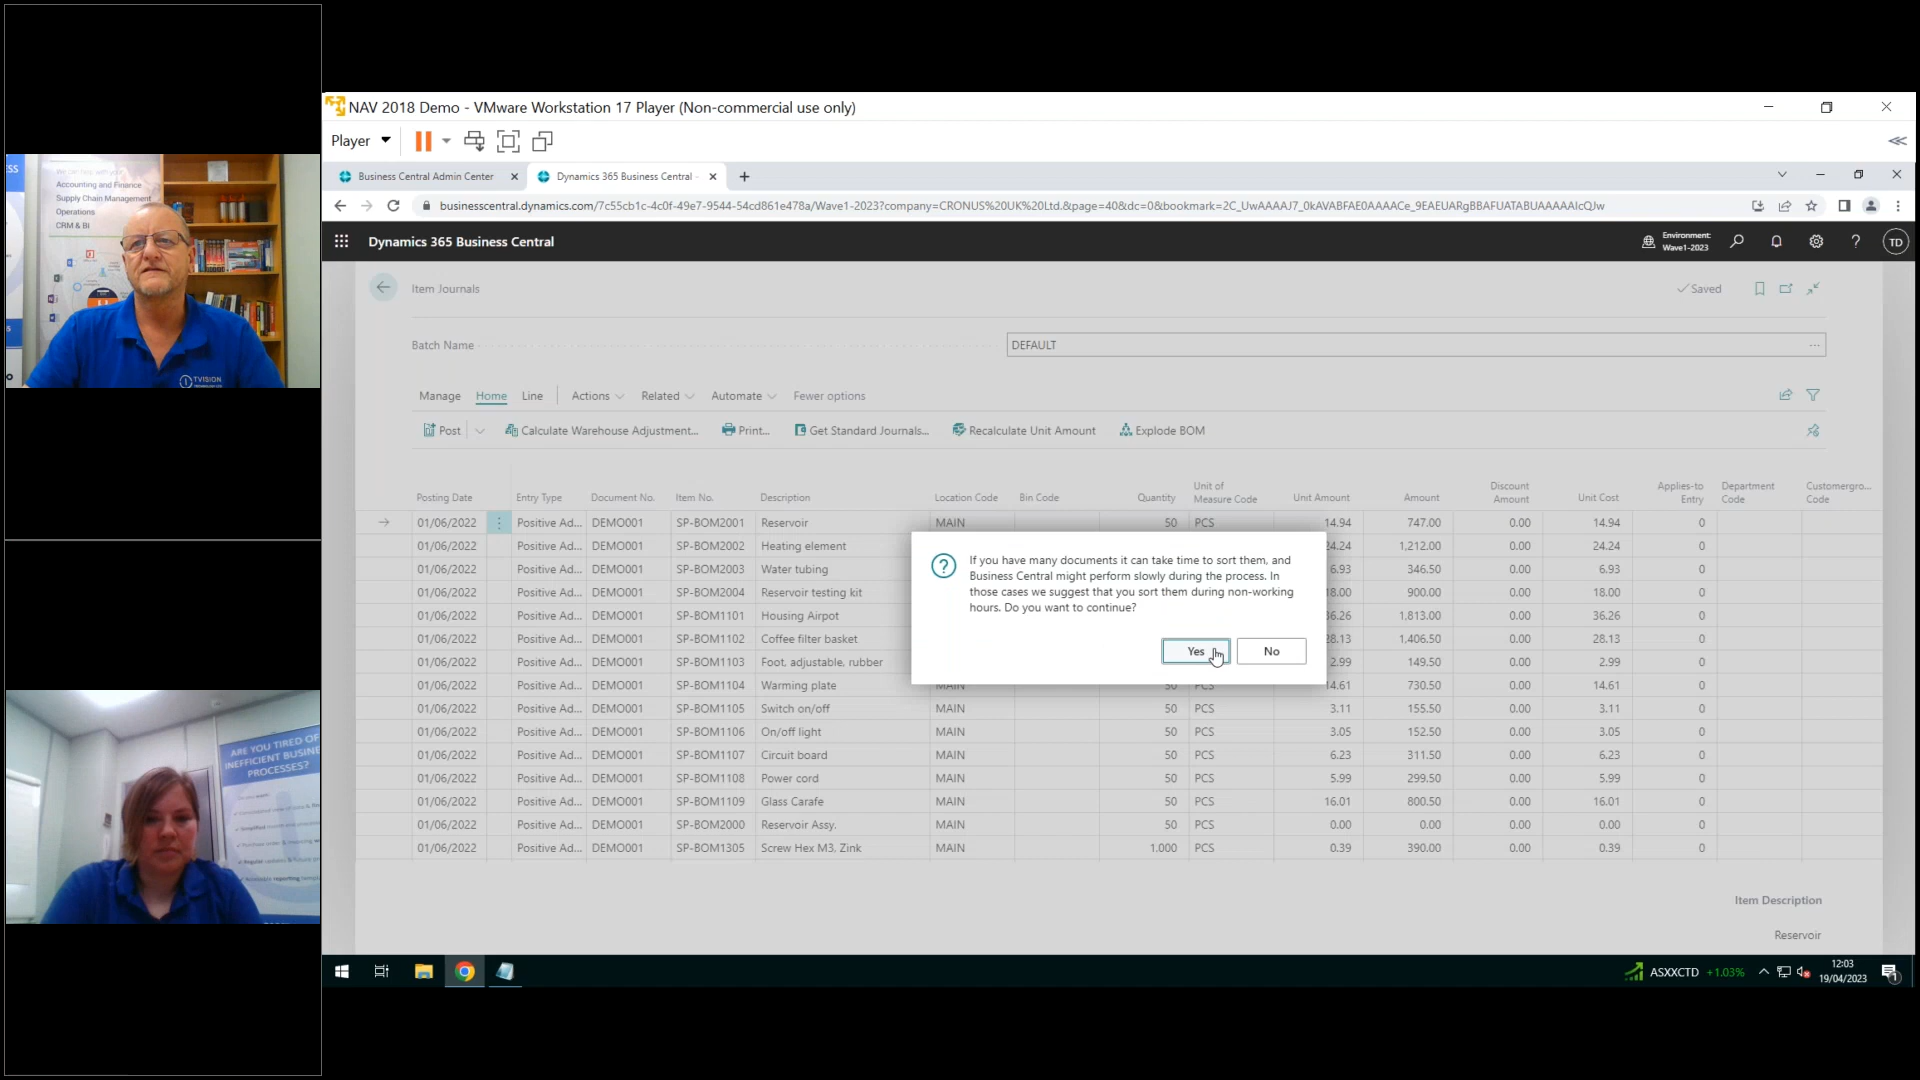 We can help with your
Accounting and Finance
Supply Chain Management
Operations
CRM & BI
TVISION
ARE YOU TIRED OF
INEFFICIENT BUSINE
PROCESSES?
NAV 2018 Demo - VMware Workstation 17 Player (Non-commercial use only)
Player
Business Central Admin Center
Dynamics 365 Business Central -
businesscentral.dynamics.com/7c55cb1c-4c0f-49e7-9544-54cd861e478a/Wave1-2023?company=CRONUS%20UK%20Ltd.&page=40&dc=0&bookmark=2C_UwAAAAJ7_0kAVABFAE0AAAACe_9EAEUARgBBAFUATABUAAAAAIcQJw
Dynamics 365 Business Central
Environment:
Wave1-2023
?
TD
Item Journals
Saved
Batch Name
DEFAULT
...
Manage Home Line Actions Related Automate Fewer options
Post Calculate Warehouse Adjustment... Print... Get Standard Journals... Recalculate Unit Amount Explode BOM
Posting Date Entry Type Document No. Item No. Description Location Code Bin Code Quantity Unit of Measure Code Unit Amount Amount Discount Amount Unit Cost Applies-to Entry Department Code Customergro... Code
01/06/2022 Positive Ad... DEMO001 SP-BOM2001 Reservoir MAIN 50 PCS 14.94 747.00 0.00 14.94 0
01/06/2022 Positive Ad... DEMO001 SP-BOM2002 Heating element 24.24 1,212.00 0.00 24.24 0
01/06/2022 Positive Ad... DEMO001 SP-BOM2003 Water tubing 6.93 346.50 0.00 6.93 0
01/06/2022 Positive Ad... DEMO001 SP-BOM2004 Reservoir testing kit 18.00 900.00 0.00 18.00 0
01/06/2022 Positive Ad... DEMO001 SP-BOM1101 Housing Airpot 36.26 1,813.00 0.00 36.26 0
01/06/2022 Positive Ad... DEMO001 SP-BOM1102 Coffee filter basket 28.13 1,406.50 0.00 28.13 0
01/06/2022 Positive Ad... DEMO001 SP-BOM1103 Foot, adjustable, rubber 2.99 149.50 0.00 2.99 0
01/06/2022 Positive Ad... DEMO001 SP-BOM1104 Warming plate MAIN 50 PCS 14.61 730.50 0.00 14.61 0
01/06/2022 Positive Ad... DEMO001 SP-BOM1105 Switch on/off MAIN 50 PCS 3.11 155.50 0.00 3.11 0
01/06/2022 Positive Ad... DEMO001 SP-BOM1106 On/off light MAIN 50 PCS 3.05 152.50 0.00 3.05 0
01/06/2022 Positive Ad... DEMO001 SP-BOM1107 Circuit board MAIN 50 PCS 6.23 311.50 0.00 6.23 0
01/06/2022 Positive Ad... DEMO001 SP-BOM1108 Power cord MAIN 50 PCS 5.99 299.50 0.00 5.99 0
01/06/2022 Positive Ad... DEMO001 SP-BOM1109 Glass Carafe MAIN 50 PCS 16.01 800.50 0.00 16.01 0
01/06/2022 Positive Ad... DEMO001 SP-BOM2000 Reservoir Assy. MAIN 50 PCS 0.00 0.00 0.00 0.00 0
01/06/2022 Positive Ad... DEMO001 SP-BOM1305 Screw Hex M3, Zink MAIN 1.000 PCS 0.39 390.00 0.00 0.39 0
If you have many documents it can take time to sort them, and
Business Central might perform slowly during the process. In
those cases we suggest that you sort them during non-working
hours. Do you want to continue?
Yes No
Item Description
Reservoir
ASXXCTD +1.03%
12:03
19/04/2023
1